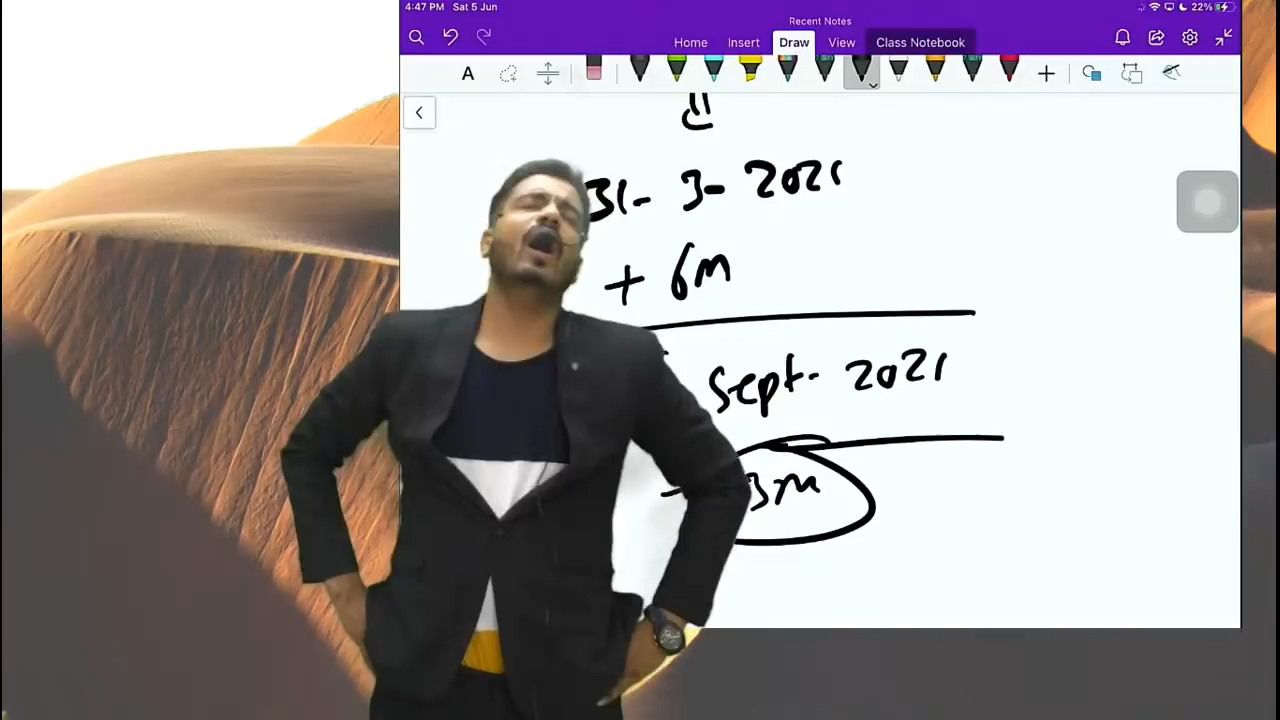 4:47 PM Sat 5 Jun
22%
Recent Notes
Home Insert Draw View Class Notebook
A
31- 3- 2021
+ 6m
Sept- 2021
3m